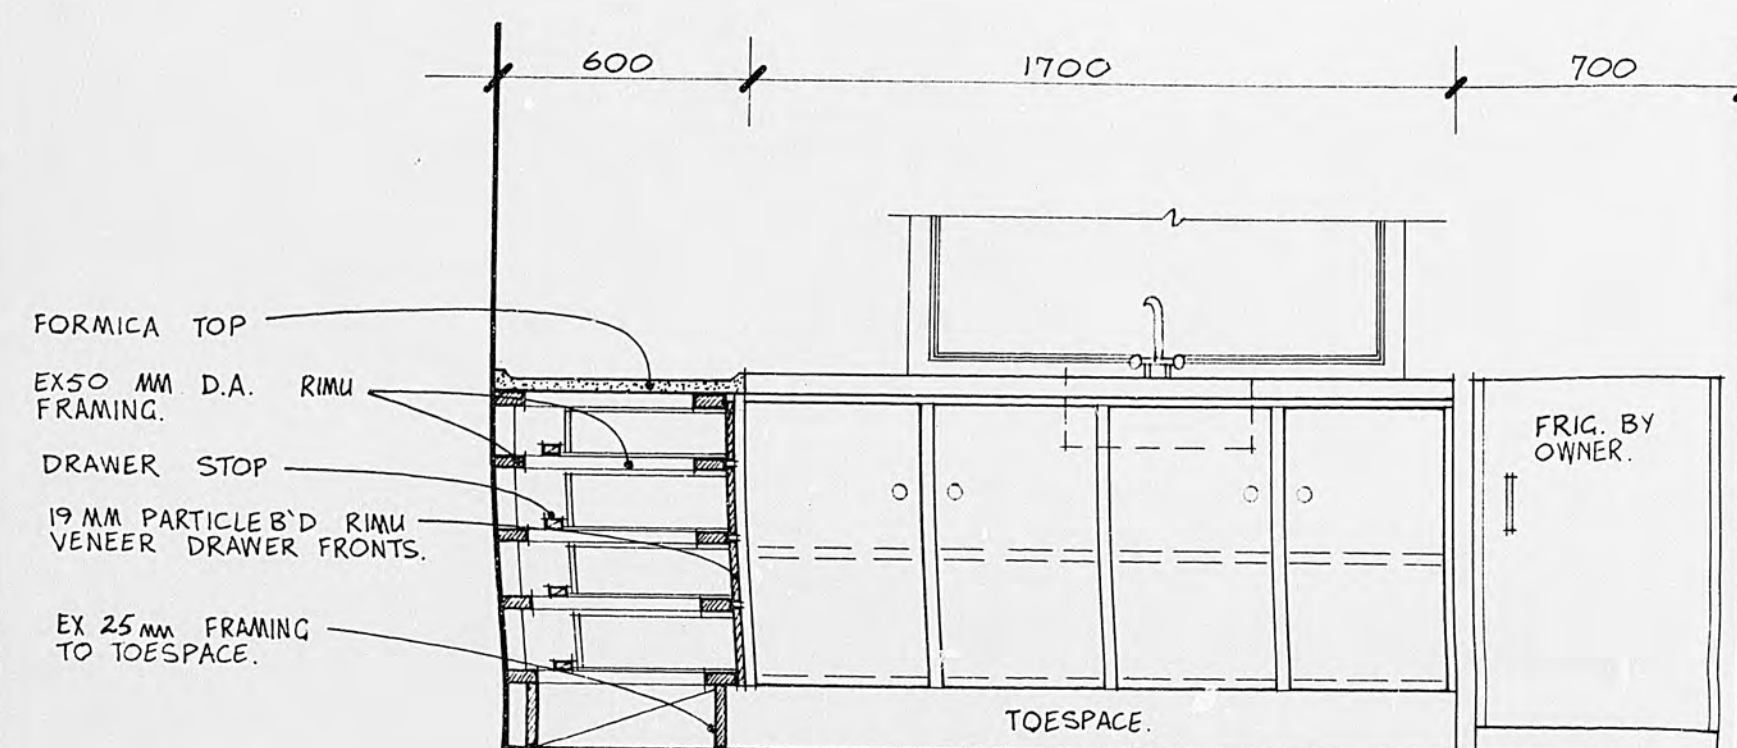 600
1700
700
FORMICA TOP
EX50 MM D.A. RIMU
FRAMING.
DRAWER STOP
19 MM PARTICLE B'D RIMU
VENEER DRAWER FRONTS.
EX 25 mm FRAMING
TO TOESPACE.
FRIG. BY
OWNER.
TOESPACE.